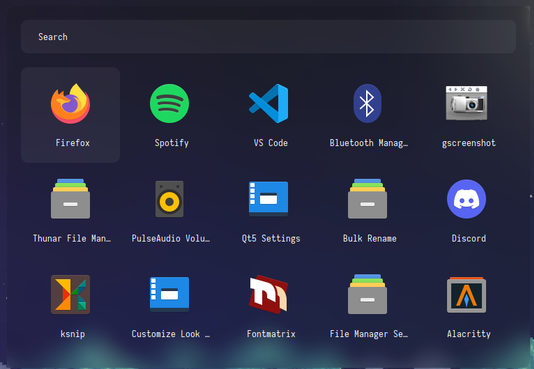 Search
Firefox
Spotify
VS Code
Bluetooth Manag…
gscreenshot
Thunar File Man…
PulseAudio Volu…
Qt5 Settings
Bulk Rename
Discord
ksnip
Customize Look …
Fontmatrix
File Manager Se…
Alacritty